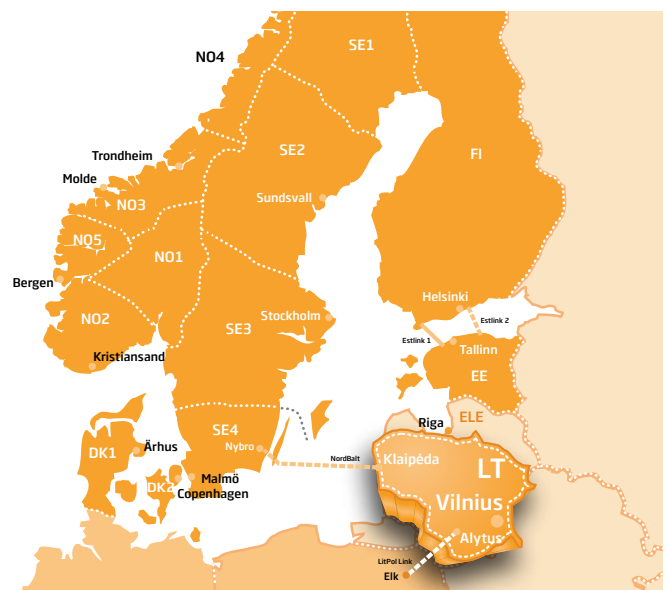 SE1
NO4
SE2
FI
Trondheim
Molde
Sundsvall
NO3
NO5
NO1
Bergen
Helsinki
NO2
Stockholm
SE3
Estlink 2
Estlink 1
Tallinn
Kristiansand
EE
ELE
Riga
SE4
Ärhus
Nybro
DK1
NordBalt
Klaipėda
LT
Malmö
DK2
Copenhagen
Vilnius
Alytus
LitPol Link
Elk